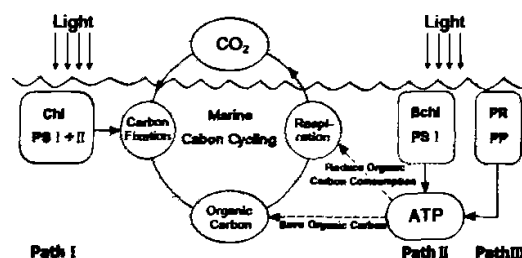 Light
Light
CO₂
Chl
PS I + II
Carbon
Fixation
Marine
Cabon Cycling
Respi-
ration
Bchl
PS I
PR
PP
Reduce Organic
Carbon Consumption
Organic
Carbon
Save Organic Carbon
ATP
Path I
Path II
Path III